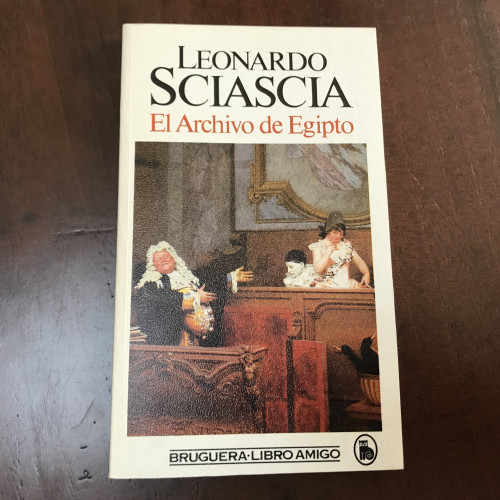 LEONARDO
SCIASCIA
El Archivo de Egipto
BRUGUERA·LIBRO AMIGO